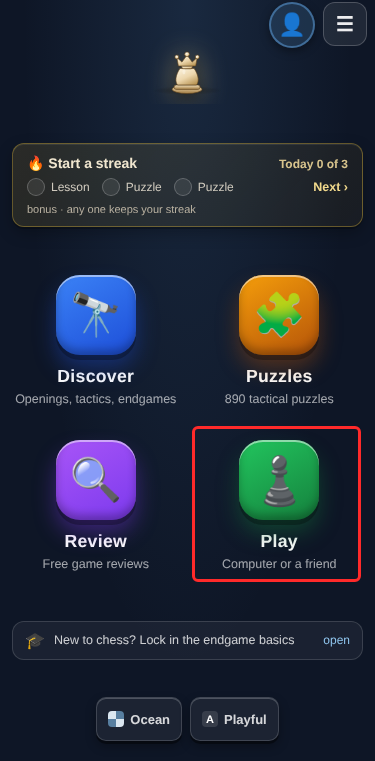 🔥 Start a streak
Today 0 of 3
Lesson
Puzzle
Puzzle
Next ›
bonus · any one keeps your streak
Discover
Openings, tactics, endgames
Puzzles
890 tactical puzzles
Review
Free game reviews
Play
Computer or a friend
New to chess? Lock in the endgame basics
open
Ocean
A Playful